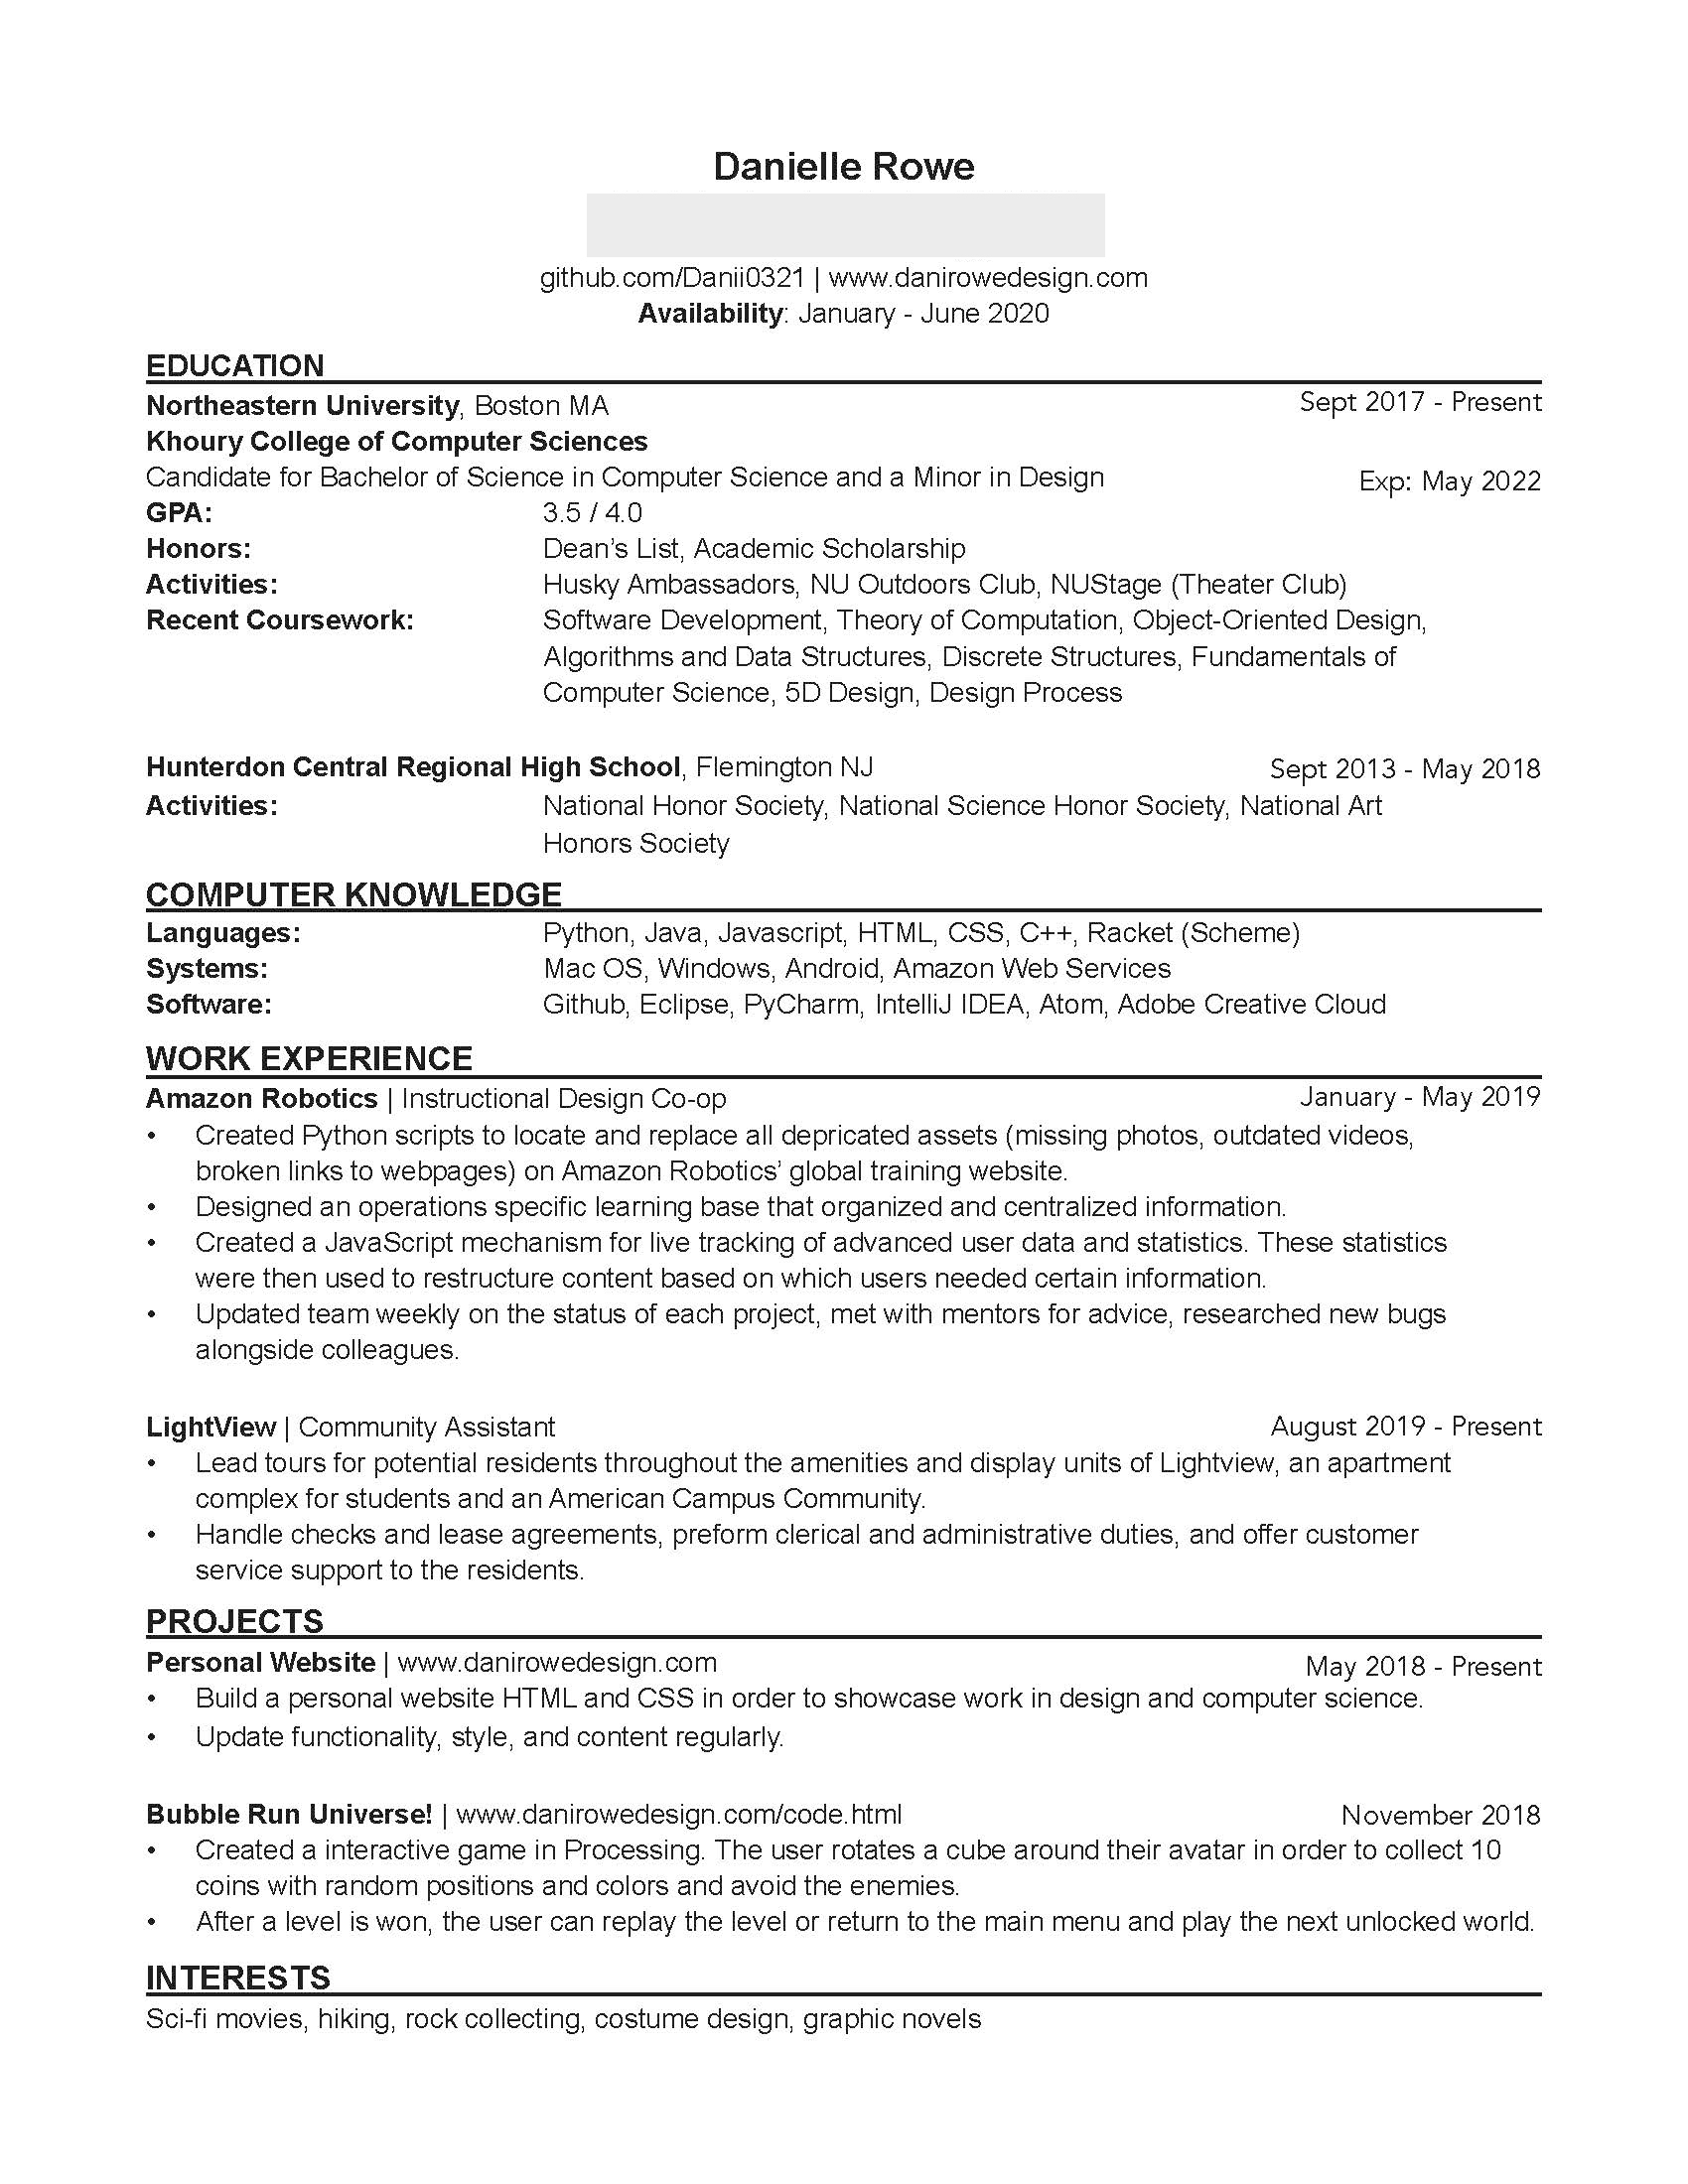 Danielle Rowe
github.com/Danii0321 | www.danirowedesign.com
Availability: January - June 2020
EDUCATION
Northeastern University, Boston MA Sept 2017 - Present
Khoury College of Computer Sciences
Candidate for Bachelor of Science in Computer Science and a Minor in Design Exp: May 2022
GPA: 3.5 / 4.0
Honors: Dean's List, Academic Scholarship
Activities: Husky Ambassadors, NU Outdoors Club, NUStage (Theater Club)
Recent Coursework: Software Development, Theory of Computation, Object-Oriented Design,
Algorithms and Data Structures, Discrete Structures, Fundamentals of
Computer Science, 5D Design, Design Process
Hunterdon Central Regional High School, Flemington NJ Sept 2013 - May 2018
Activities: National Honor Society, National Science Honor Society, National Art
Honors Society
COMPUTER KNOWLEDGE
Languages: Python, Java, Javascript, HTML, CSS, C++, Racket (Scheme)
Systems: Mac OS, Windows, Android, Amazon Web Services
Software: Github, Eclipse, PyCharm, IntelliJ IDEA, Atom, Adobe Creative Cloud
WORK EXPERIENCE
Amazon Robotics | Instructional Design Co-op January - May 2019
• Created Python scripts to locate and replace all depricated assets (missing photos, outdated videos,
broken links to webpages) on Amazon Robotics' global training website.
• Designed an operations specific learning base that organized and centralized information.
• Created a JavaScript mechanism for live tracking of advanced user data and statistics. These statistics
were then used to restructure content based on which users needed certain information.
• Updated team weekly on the status of each project, met with mentors for advice, researched new bugs
alongside colleagues.
LightView | Community Assistant August 2019 - Present
• Lead tours for potential residents throughout the amenities and display units of Lightview, an apartment
complex for students and an American Campus Community.
• Handle checks and lease agreements, preform clerical and administrative duties, and offer customer
service support to the residents.
PROJECTS
Personal Website | www.danirowedesign.com May 2018 - Present
• Build a personal website HTML and CSS in order to showcase work in design and computer science.
• Update functionality, style, and content regularly.
Bubble Run Universe! | www.danirowedesign.com/code.html November 2018
• Created a interactive game in Processing. The user rotates a cube around their avatar in order to collect 10
coins with random positions and colors and avoid the enemies.
• After a level is won, the user can replay the level or return to the main menu and play the next unlocked world.
INTERESTS
Sci-fi movies, hiking, rock collecting, costume design, graphic novels